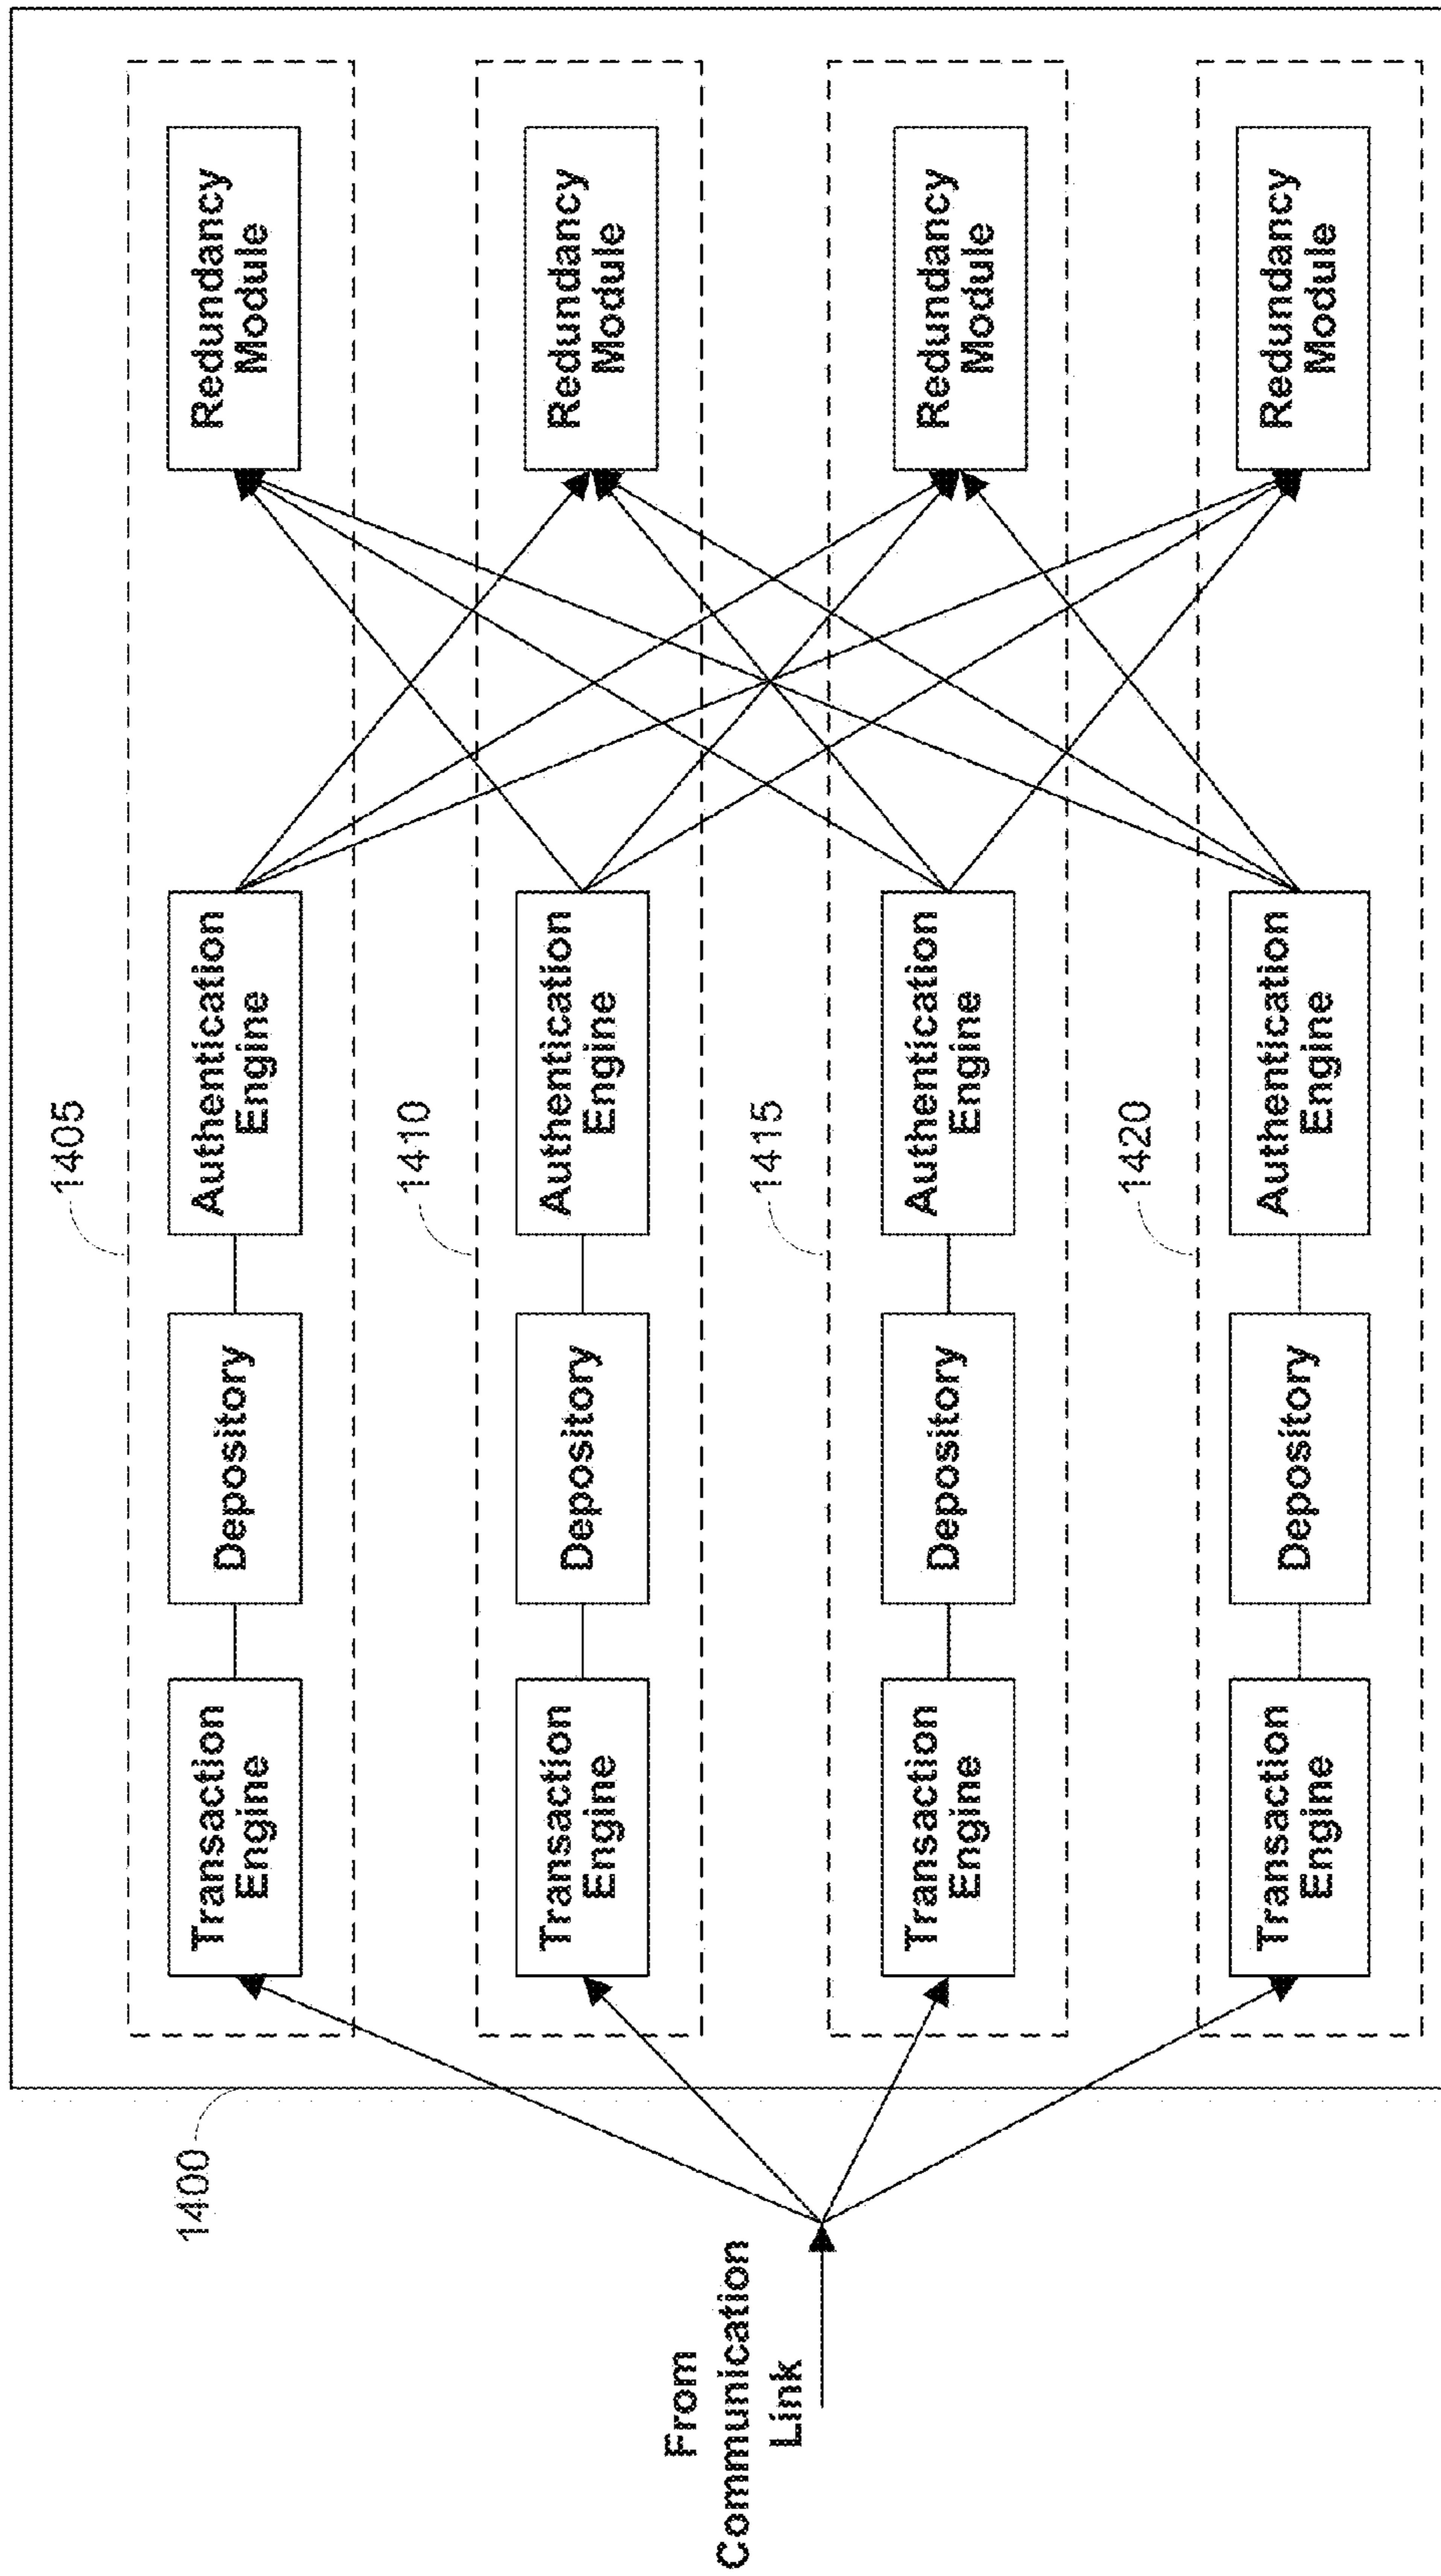 1400
From
Communication
Link
1405
Transaction
Engine
Depository
Authentication
Engine
Redundancy
Module
1410
Transaction
Engine
Depository
Authentication
Engine
Redundancy
Module
1415
Transaction
Engine
Depository
Authentication
Engine
Redundancy
Module
1420
Transaction
Engine
Depository
Authentication
Engine
Redundancy
Module